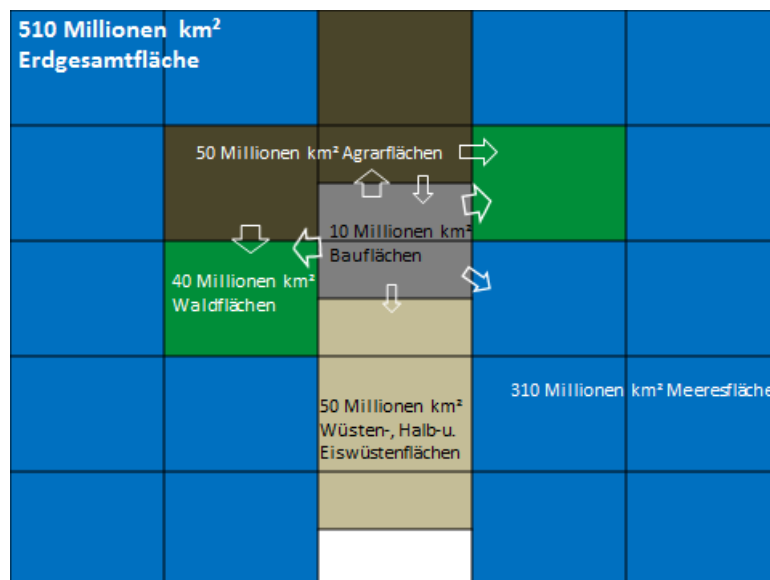 510 Millionen km²
Erdgesamtfläche
50 Millionen km² Agrarflächen
10 Millionen km²
Bauflächen
40 Millionen km²
Waldflächen
310 Millionen km² Meeresfläche
50 Millionen km²
Wüsten-, Halb-u.
Eiswüstenflächen